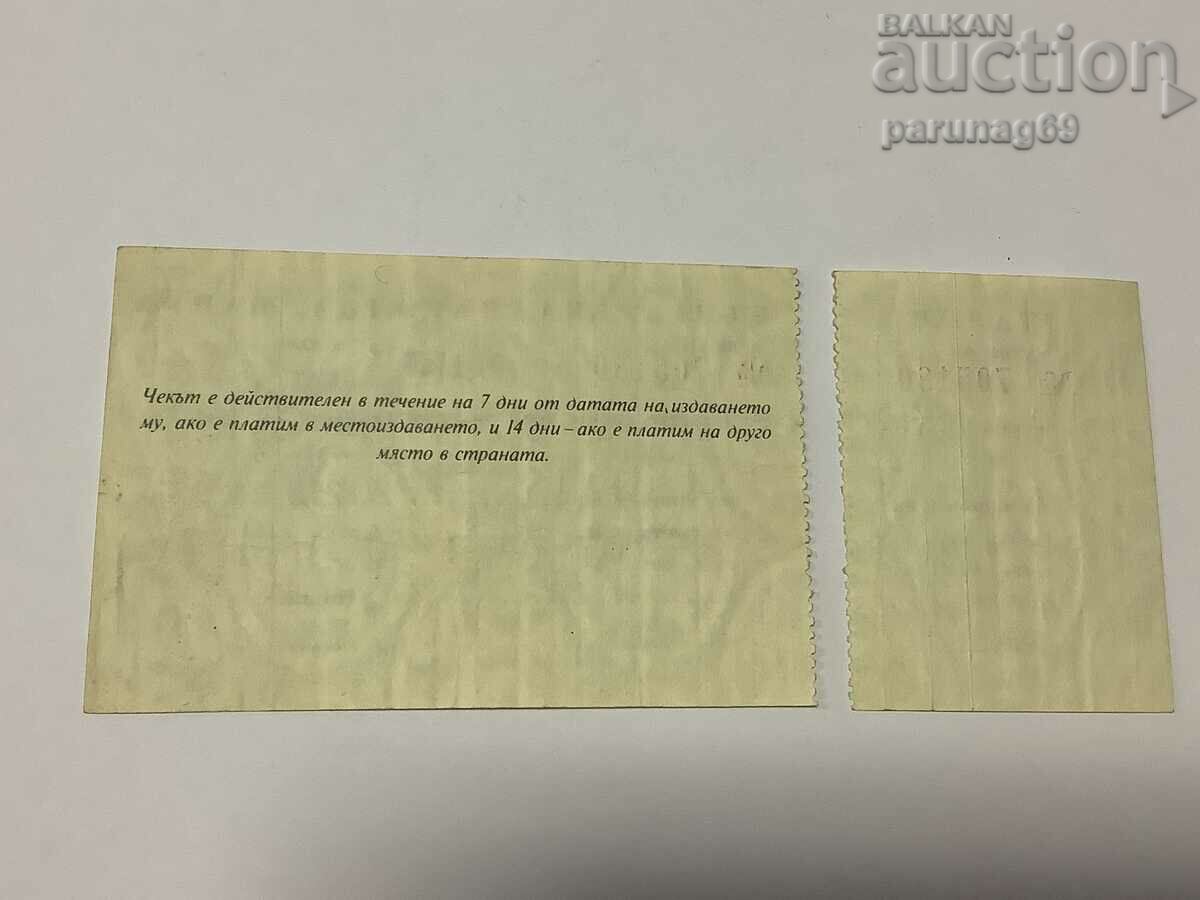 BALKAN
auction
parunag69
Чекът е действителен в течение на 7 дни от датата на издаването
му, ако е платим в местоиздаването, и 14 дни – ако е платим на друго
място в страната.